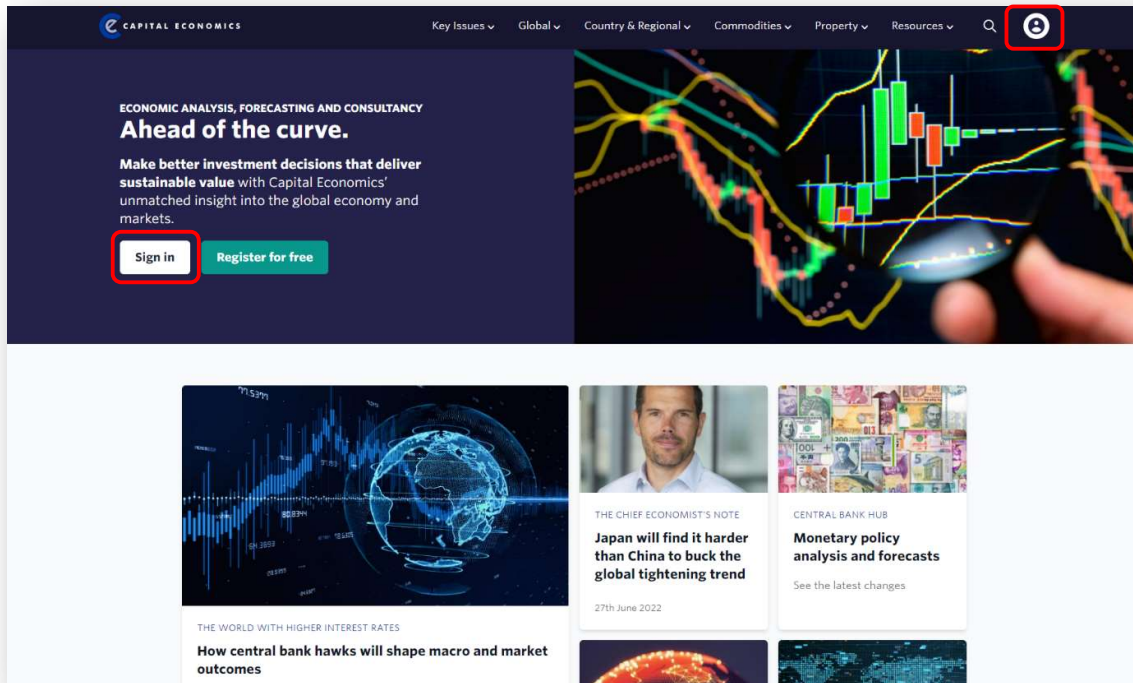 CAPITAL ECONOMICS
Key Issues
Global
Country & Regional
Commodities
Property
Resources
ECONOMIC ANALYSIS, FORECASTING AND CONSULTANCY
Ahead of the curve.
Make better investment decisions that deliver
sustainable value with Capital Economics'
unmatched insight into the global economy and
markets.
Sign in
Register for free
THE CHIEF ECONOMIST'S NOTE
Japan will find it harder
than China to buck the
global tightening trend
27th June 2022
CENTRAL BANK HUB
Monetary policy
analysis and forecasts
See the latest changes
THE WORLD WITH HIGHER INTEREST RATES
How central bank hawks will shape macro and market
outcomes